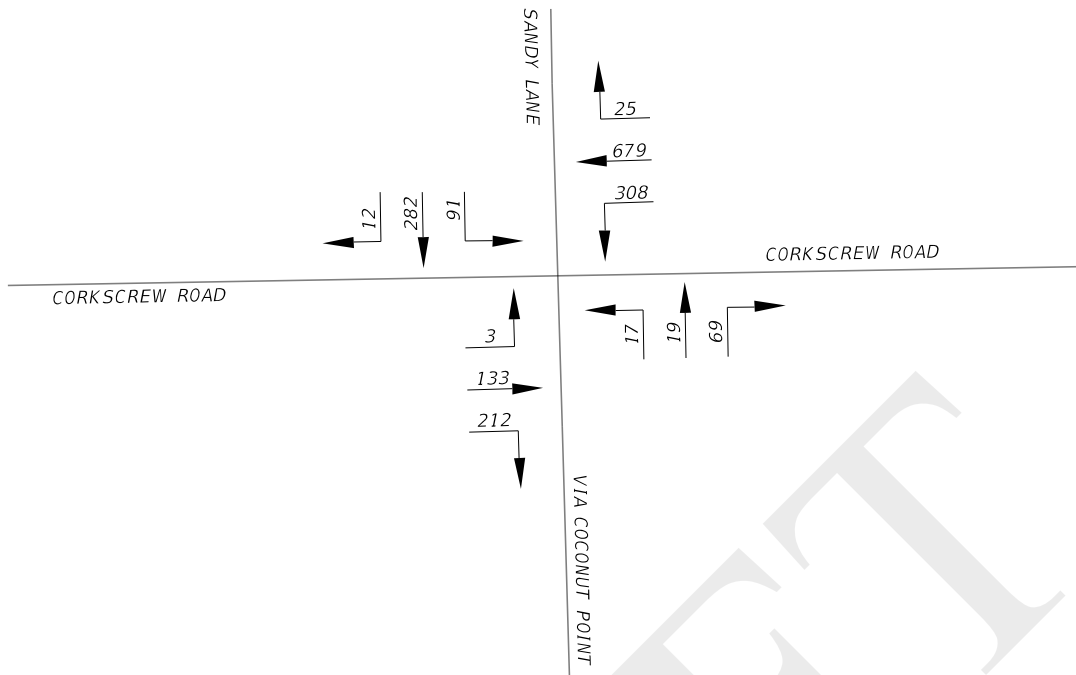 SANDY LANE
25
679
308
12
282
91
CORKSCREW ROAD
CORKSCREW ROAD
3
133
212
17
19
69
VIA COCONUT POINT
FT